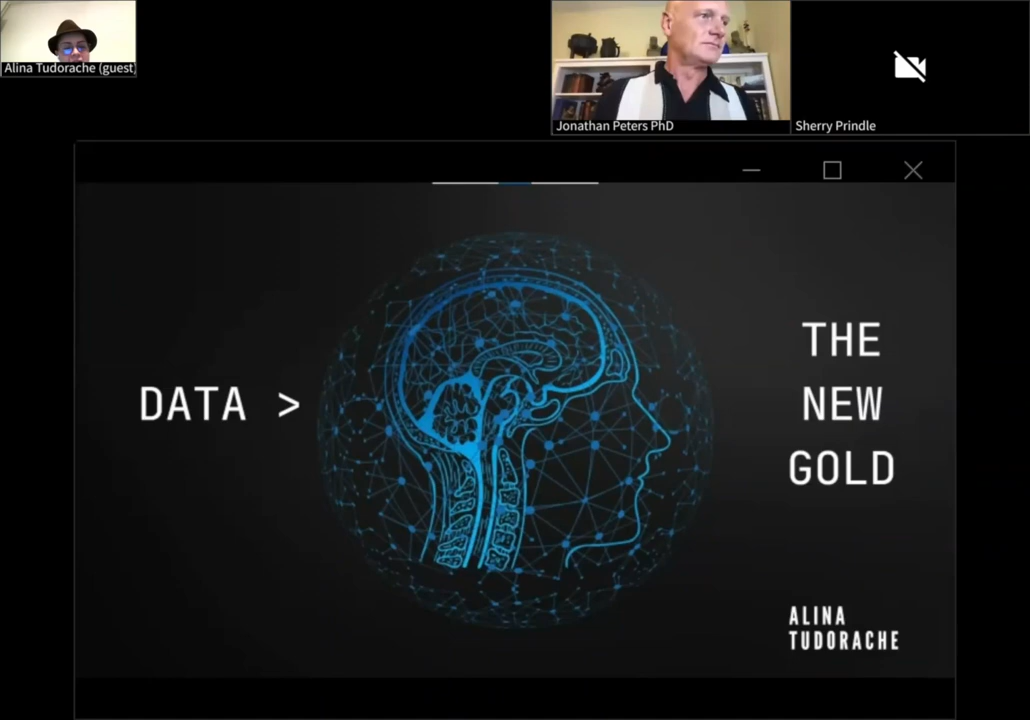 Alina Tudorache (guest)
Jonathan Peters PhD
Sherry Prindle
DATA >
THE
NEW
GOLD
ALINA
TUDORACHE